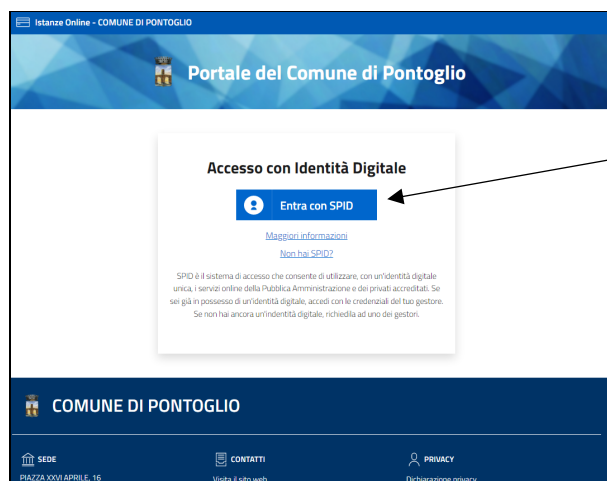 Istanze Online - COMUNE DI PONTOGLIO
Portale del Comune di Pontoglio
Accesso con Identità Digitale
Entra con SPID
Maggiori informazioni
Non hai SPID?
SPID è il sistema di accesso che consente di utilizzare, con un'identità digitale
unica, i servizi online della Pubblica Amministrazione e dei privati accreditati. Se
sei già in possesso di un'identità digitale, accedi con le credenziali del tuo gestore.
Se non hai ancora un'indentità digitale, richiedila ad uno dei gestori.
COMUNE DI PONTOGLIO
SEDE
PIAZZA XXVI APRILE, 16
CONTATTI
Visita il sito web
PRIVACY
Dichiarazione privacy